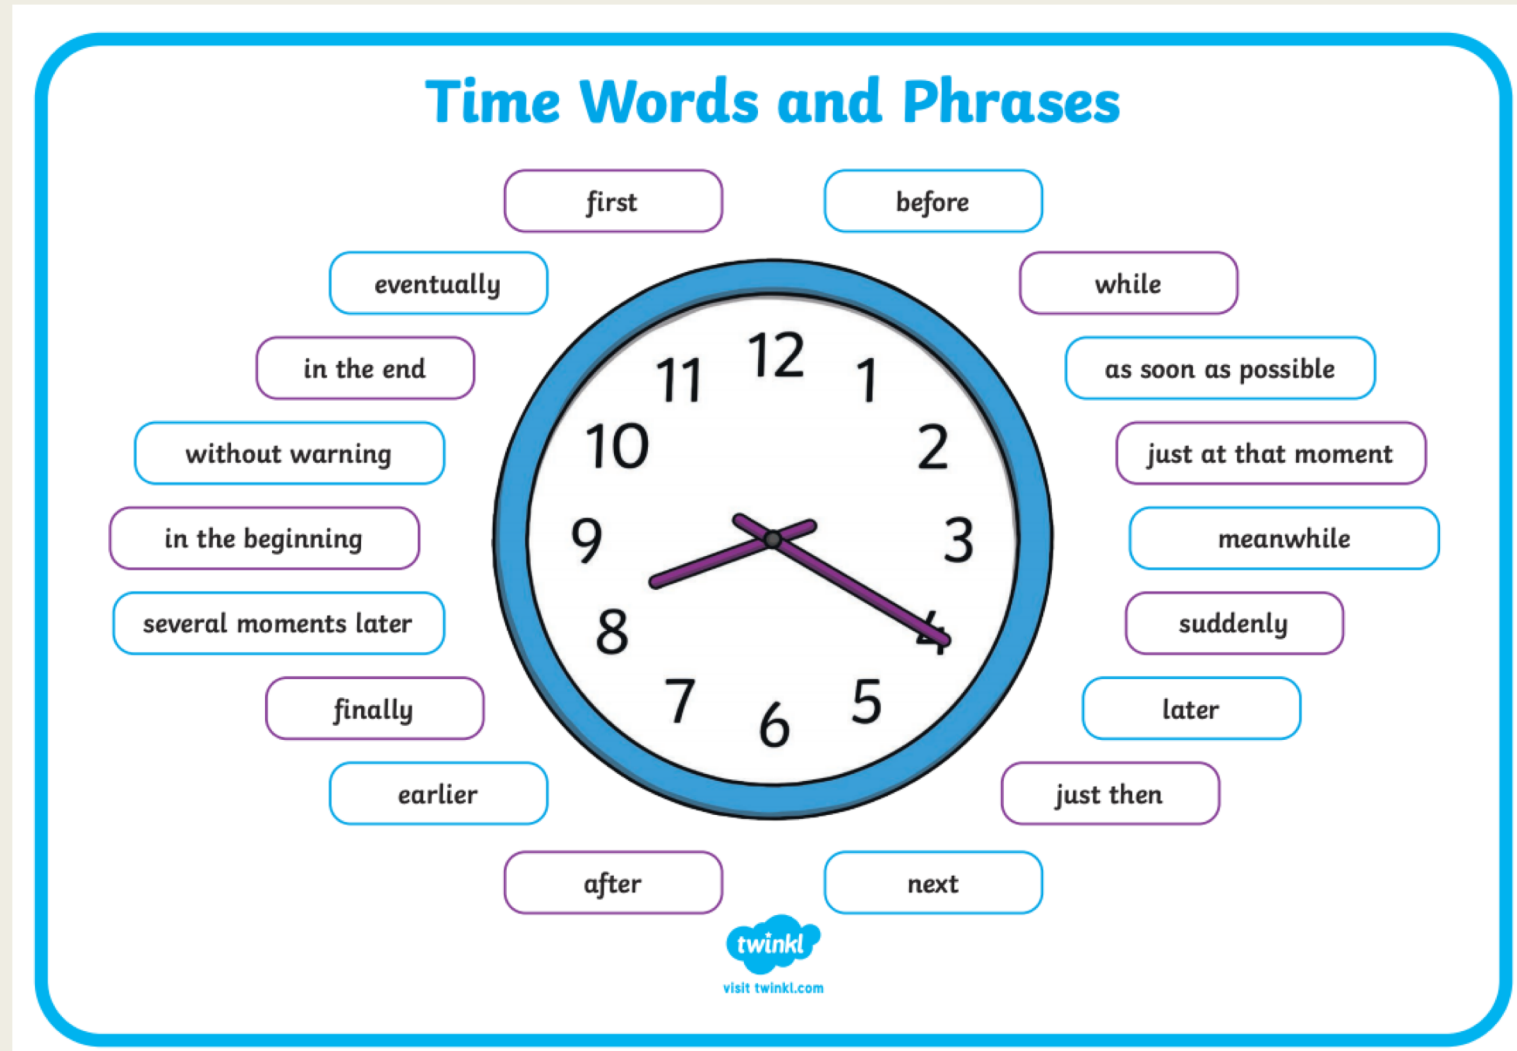 Time Words and Phrases
first
before
eventually
while
in the end
as soon as possible
without warning
just at that moment
in the beginning
meanwhile
several moments later
suddenly
finally
later
earlier
just then
after
next
12
11
1
10
2
9
3
8
4
7
5
6
twinkl
visit twinkl.com